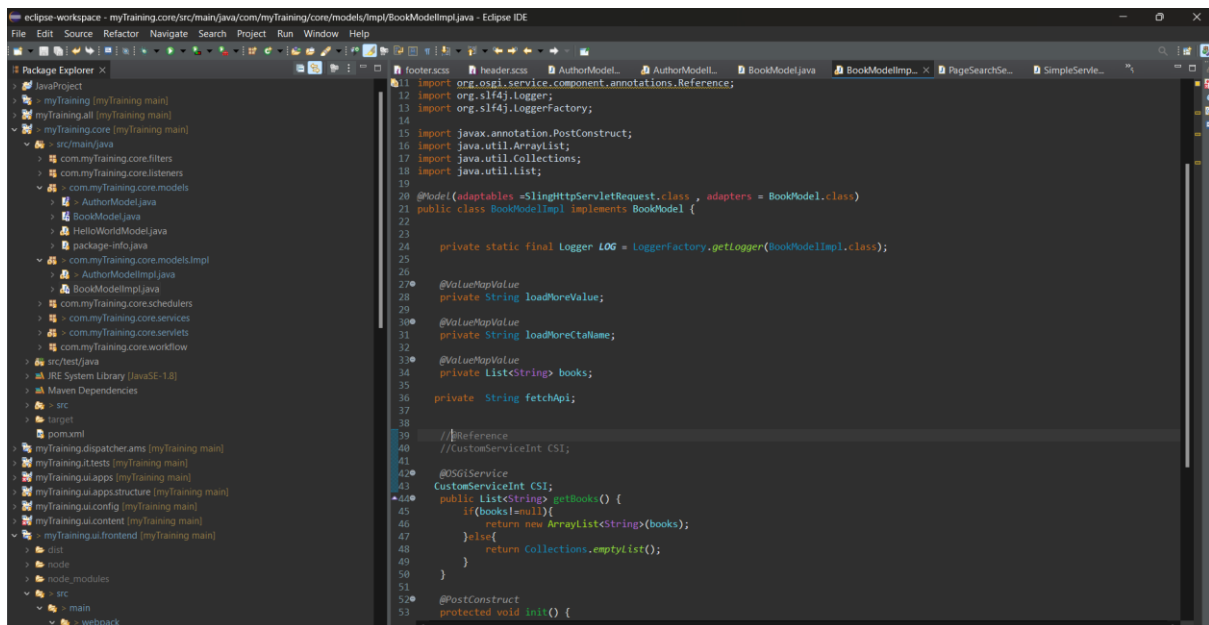 eclipse-workspace - myTraining.core/src/main/java/com/myTraining/core/models/Impl/BookModelImpl.java - Eclipse IDE
File Edit Source Refactor Navigate Search Project Run Window Help
Package Explorer
JavaProject
> myTraining [myTraining main]
myTraining.all [myTraining main]
> myTraining.core [myTraining main]
> src/main/java
com.myTraining.core.filters
com.myTraining.core.listeners
> com.myTraining.core.models
> AuthorModel.java
BookModel.java
HelloWorldModel.java
package-info.java
> com.myTraining.core.models.Impl
> AuthorModelImpl.java
BookModelImpl.java
com.myTraining.core.schedulers
> com.myTraining.core.services
> com.myTraining.core.servlets
com.myTraining.core.workflow
src/test/java
JRE System Library [JavaSE-1.8]
Maven Dependencies
> src
target
pom.xml
myTraining.dispatcher.ams [myTraining main]
myTraining.it.tests [myTraining main]
myTraining.ui.apps [myTraining main]
myTraining.ui.apps.structure [myTraining main]
myTraining.ui.config [myTraining main]
myTraining.ui.content [myTraining main]
> myTraining.ui.frontend [myTraining main]
dist
node
node_modules
> src
> main
> webpack
footer.scss header.scss AuthorModel... AuthorModelI... BookModel.java BookModelImp... PageSearchSe... SimpleServle...
11 import org.osgi.service.component.annotations.Reference;
12 import org.slf4j.Logger;
13 import org.slf4j.LoggerFactory;
14
15 import javax.annotation.PostConstruct;
16 import java.util.ArrayList;
17 import java.util.Collections;
18 import java.util.List;
19
20 @Model(adaptables =SlingHttpServletRequest.class , adapters = BookModel.class)
21 public class BookModelImpl implements BookModel {
22
23
24 private static final Logger LOG = LoggerFactory.getLogger(BookModelImpl.class);
25
26
27 @ValueMapValue
28 private String loadMoreValue;
29
30 @ValueMapValue
31 private String loadMoreCtaName;
32
33 @ValueMapValue
34 private List<String> books;
35
36 private String fetchApi;
37
38
39 //@Reference
40 //CustomServiceInt CSI;
41
42 @OSGiService
43 CustomServiceInt CSI;
44 public List<String> getBooks() {
45 if(books!=null){
46 return new ArrayList<String>(books);
47 }else{
48 return Collections.emptyList();
49 }
50 }
51
52 @PostConstruct
53 protected void init() {